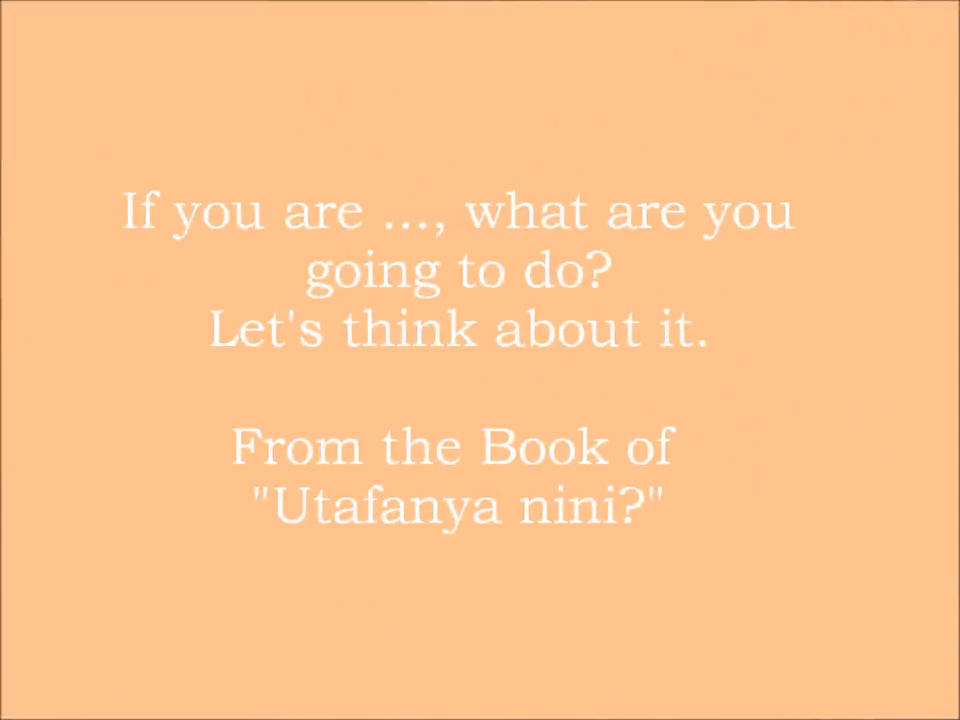 If you are ..., what are you
going to do?
Let's think about it.
From the Book of
"Utafanya nini?"